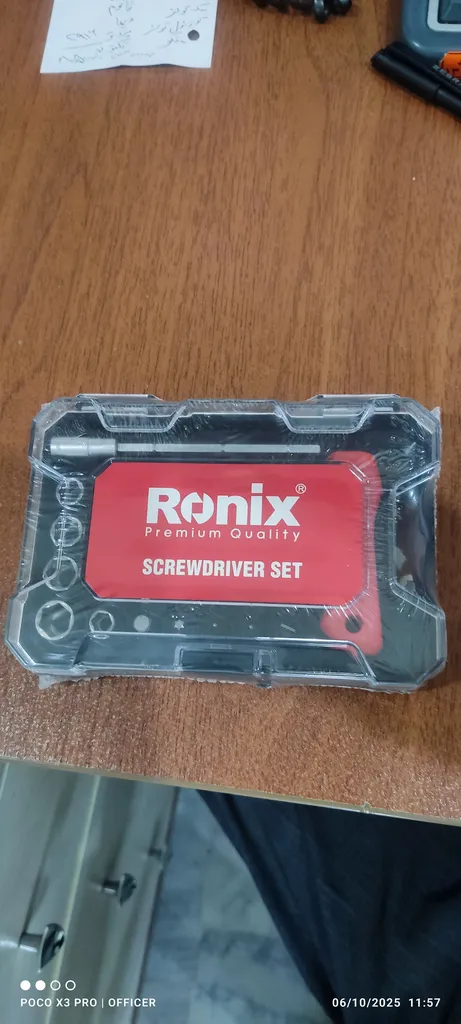 Ronix®
Premium Quality
SCREWDRIVER SET
POCO X3 PRO | OFFICER
06/10/2025 11:57